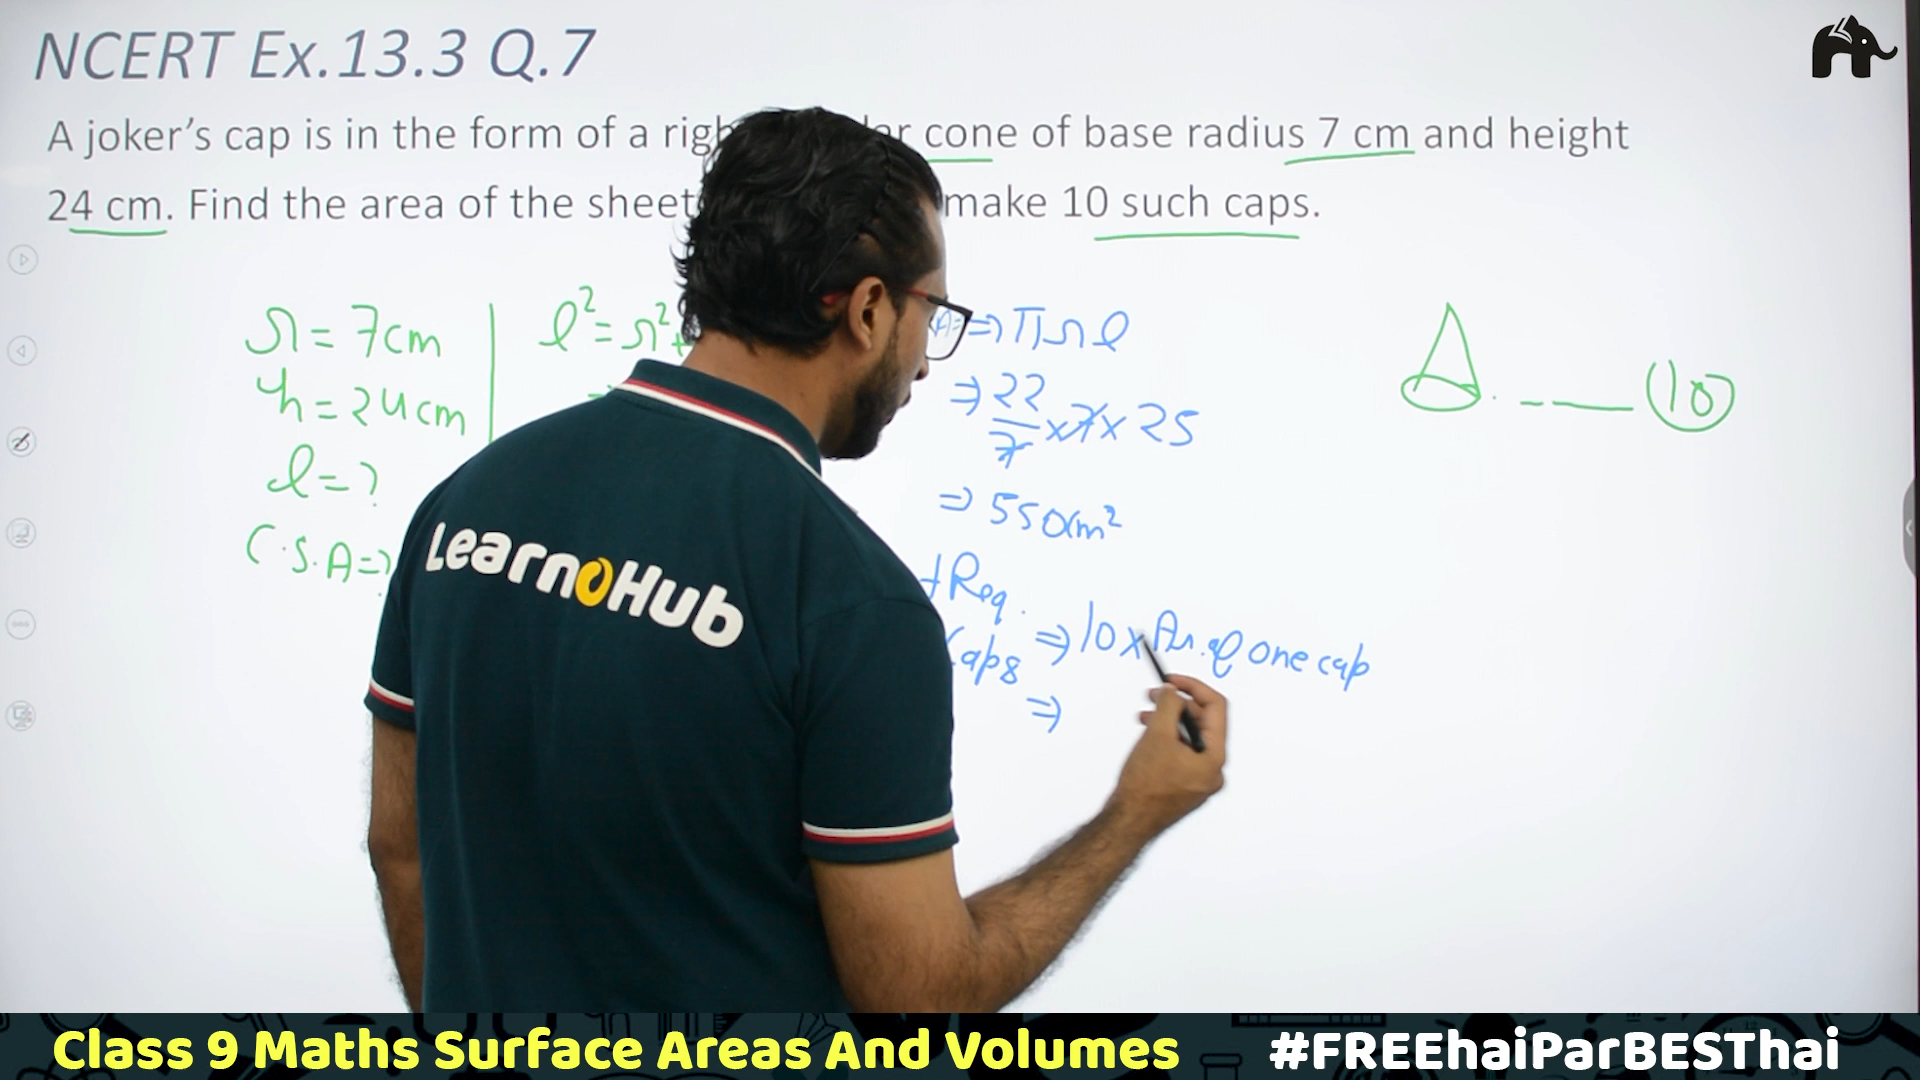 NCERT Ex.13.3 Q.7
A joker's cap is in the form of a cone of base radius 7 cm and height
24 cm. Find the area of the sheet make 10 such caps.
r = 7cm
h = 24cm
l = ?
C.S.A =>
l² = r² +
=> πrl
=> 22/7 x 7 x 25
=> 550cm²
Req.
Caps => 10 x Ar. of one cap
=>
(10)
LearnoHub
Class 9 Maths Surface Areas And Volumes
#FREEhaiParBESThai